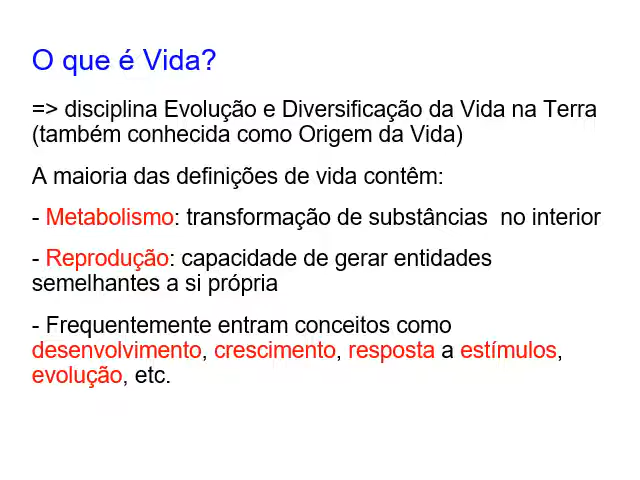 O que é Vida?
=> disciplina Evolução e Diversificação da Vida na Terra
(também conhecida como Origem da Vida)
A maioria das definições de vida contêm:
- Metabolismo: transformação de substâncias  no interior
- Reprodução: capacidade de gerar entidades
semelhantes a si própria
- Frequentemente entram conceitos como
desenvolvimento, crescimento, resposta a estímulos,
evolução, etc.